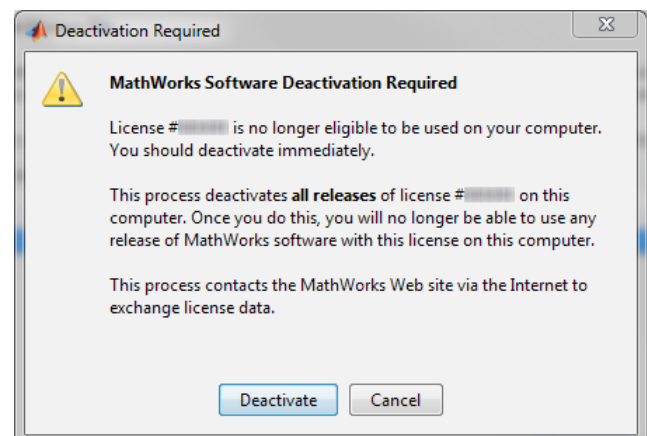 Deactivation Required
MathWorks Software Deactivation Required
License # is no longer eligible to be used on your computer.
You should deactivate immediately.
This process deactivates all releases of license # on this
computer. Once you do this, you will no longer be able to use any
release of MathWorks software with this license on this computer.
This process contacts the MathWorks Web site via the Internet to
exchange license data.
Deactivate Cancel